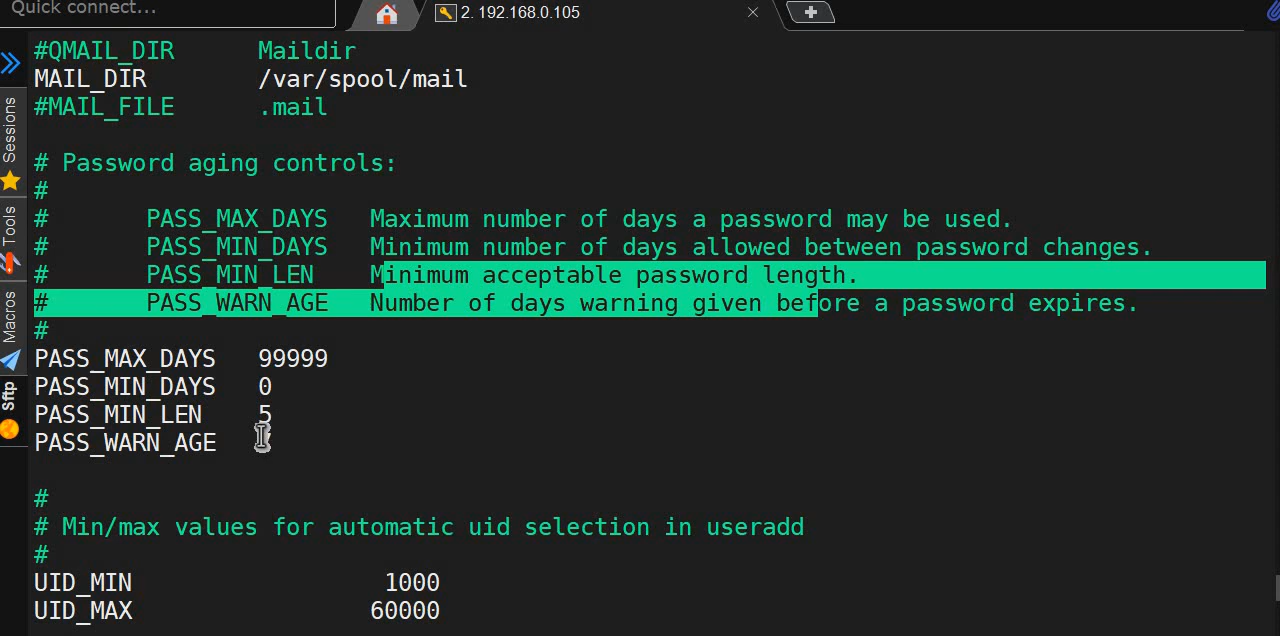 Quick connect...
2. 192.168.0.105
Sessions
Tools
Macros
Sftp
#QMAIL_DIR Maildir
MAIL_DIR /var/spool/mail
#MAIL_FILE .mail
# Password aging controls:
#
# PASS_MAX_DAYS Maximum number of days a password may be used.
# PASS_MIN_DAYS Minimum number of days allowed between password changes.
# PASS_MIN_LEN Minimum acceptable password length.
# PASS_WARN_AGE Number of days warning given before a password expires.
#
PASS_MAX_DAYS 99999
PASS_MIN_DAYS 0
PASS_MIN_LEN 5
PASS_WARN_AGE
#
# Min/max values for automatic uid selection in useradd
#
UID_MIN 1000
UID_MAX 60000